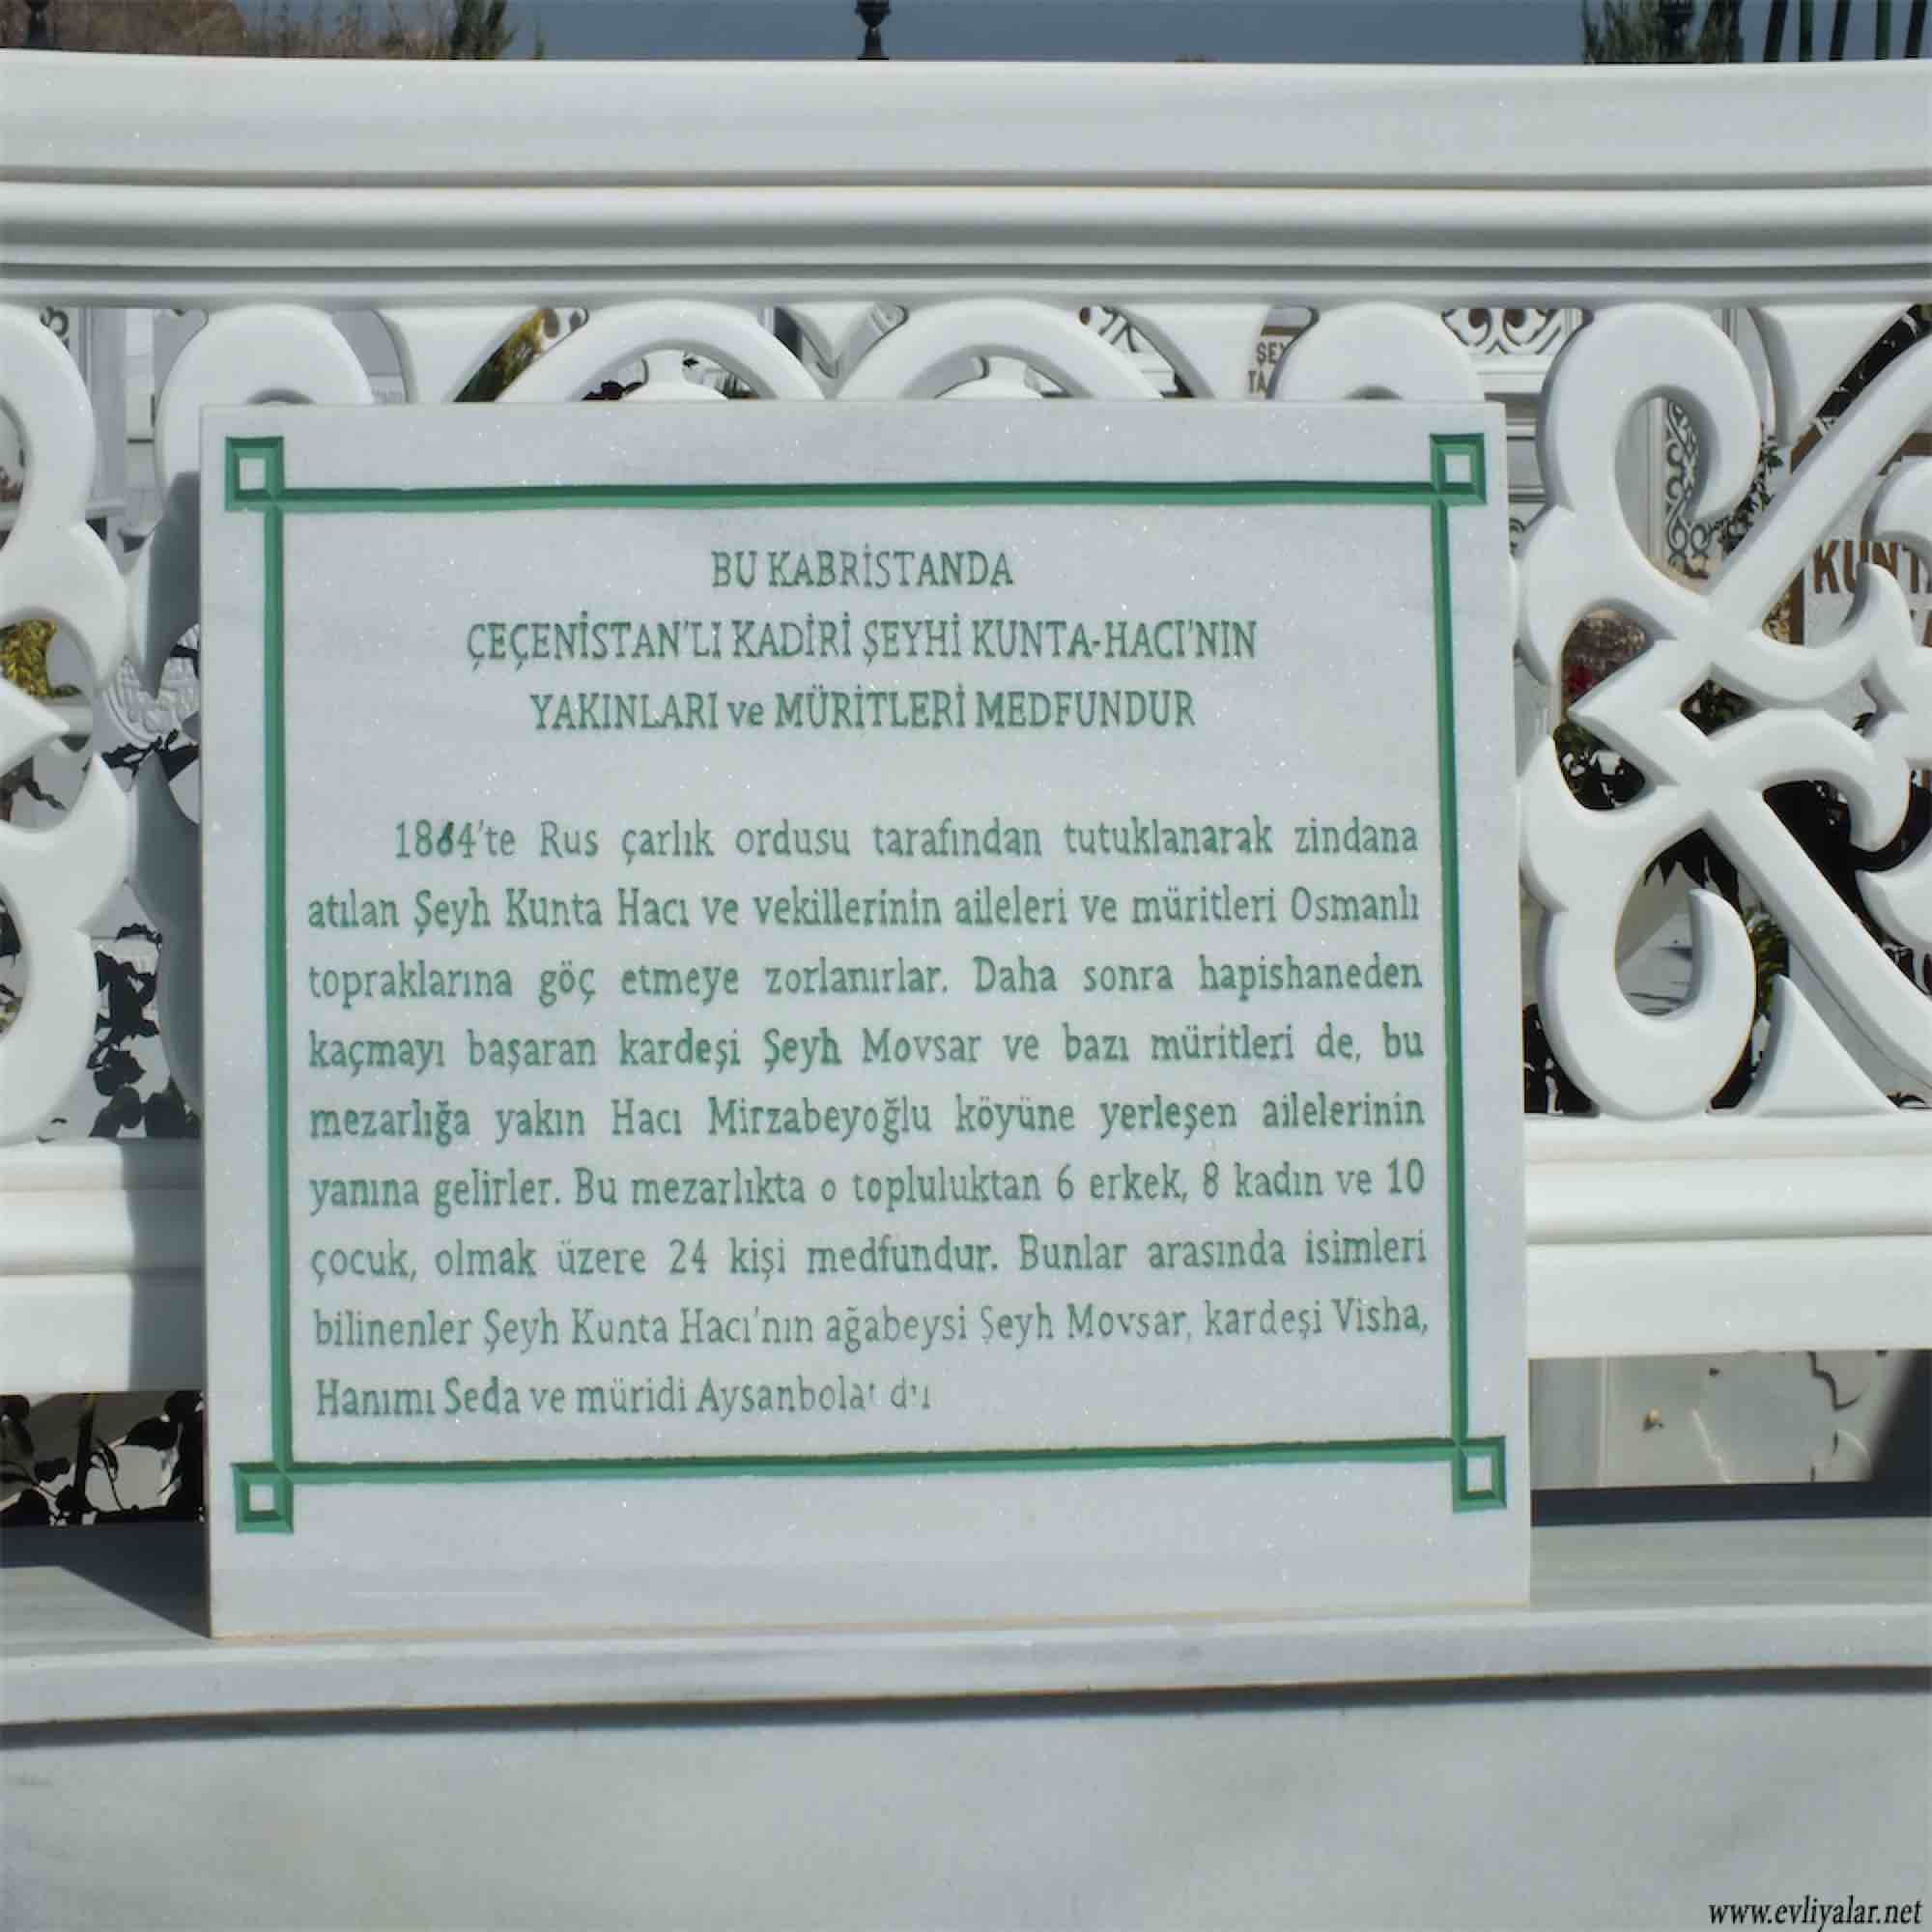 BU KABRİSTANDA
ÇEÇENİSTAN'LI KADİRİ ŞEYHİ KUNTA-HACI'NIN
YAKINLARI ve MÜRİTLERİ MEDFUNDUR
1864'te Rus çarlık ordusu tarafından tutuklanarak zindana
atılan Şeyh Kunta Hacı ve vekillerinin aileleri ve müritleri Osmanlı
topraklarına göç etmeye zorlanırlar. Daha sonra hapishaneden
kaçmayı başaran kardeşi Şeyh Movsar ve bazı müritleri de, bu
mezarlığa yakın Hacı Mirzabeyoğlu köyüne yerleşen ailelerinin
yanına gelirler. Bu mezarlıkta o topluluktan 6 erkek, 8 kadın ve 10
çocuk, olmak üzere 24 kişi medfundur. Bunlar arasında isimleri
bilinenler Şeyh Kunta Hacı'nın ağabeysi Şeyh Movsar, kardeşi Visha,
Hanımı Seda ve müridi Aysanbolat
KUNTA
www.evliyalar.net